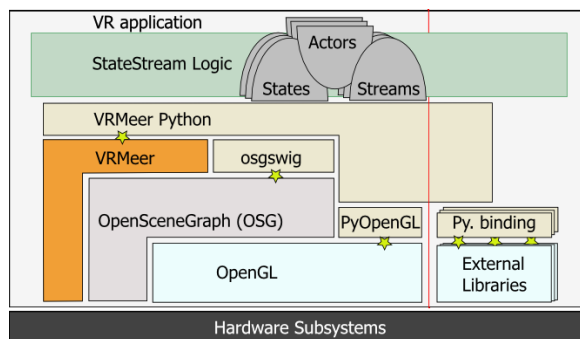 VR application
Actors
StateStream Logic
States
Streams
VRMeer Python
VRMeer
osgswig
OpenSceneGraph (OSG)
PyOpenGL
Py. binding
OpenGL
External
Libraries
Hardware Subsystems